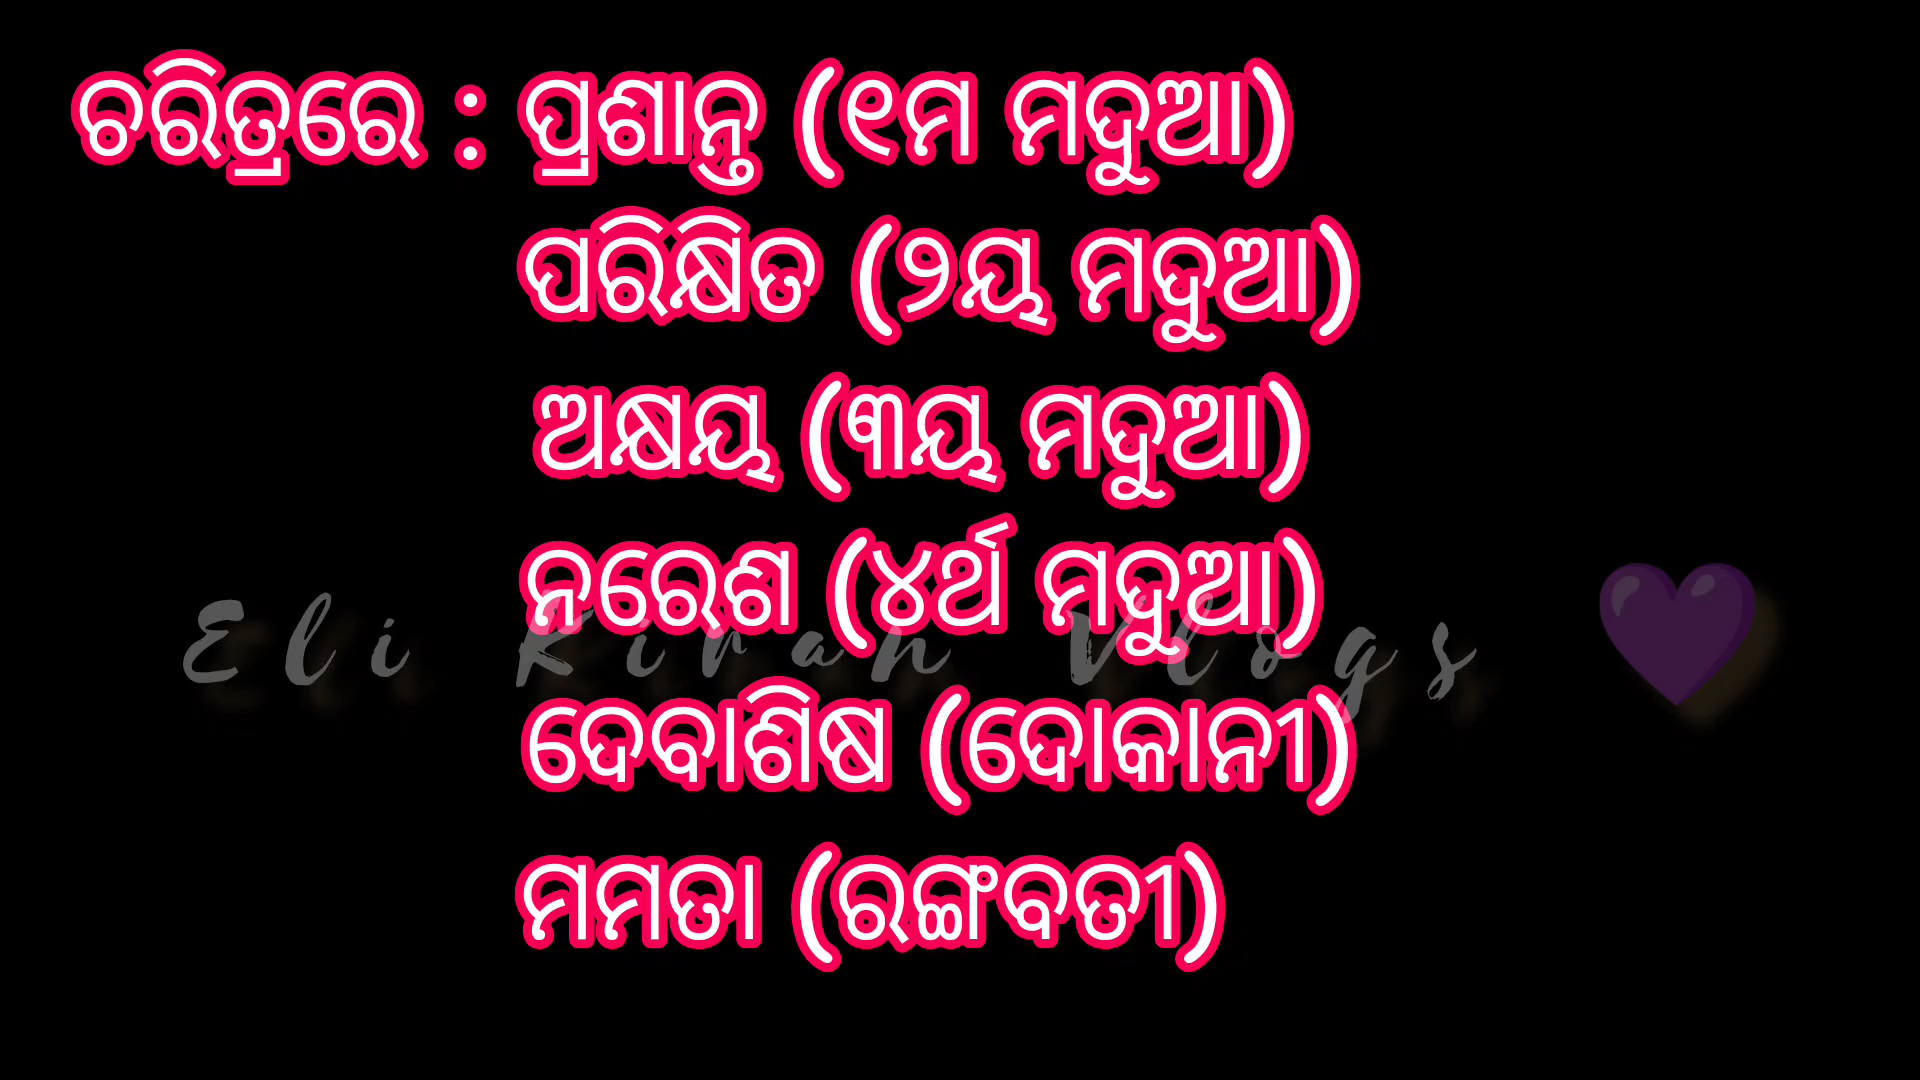 ଚରିତ୍ରରେ : ପ୍ରଶାନ୍ତ (୧ମ ମଦୁଆ)
ପରିକ୍ଷିତ (୨ୟ ମଦୁଆ)
ଅକ୍ଷୟ (୩ୟ ମଦୁଆ)
ନରେଶ (୪ର୍ଥ ମଦୁଆ)
Eli Kiran Vlogs 💜
ଦେବାଶିଷ (ଦୋକାନୀ)
ମମତା (ରଙ୍ଗବତୀ)